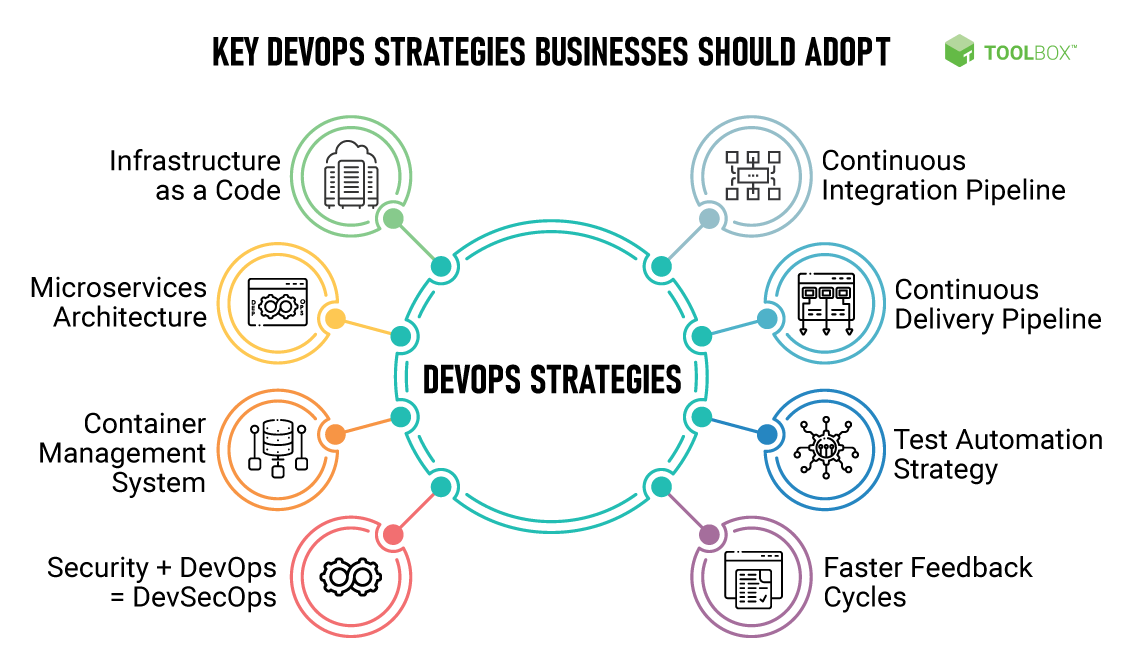 KEY DEVOPS STRATEGIES BUSINESSES SHOULD ADOPT
TOOLBOX™
Infrastructure
as a Code
Microservices
Architecture
Container
Management
System
Security + DevOps
= DevSecOps
DEVOPS STRATEGIES
Continuous
Integration Pipeline
Continuous
Delivery Pipeline
Test Automation
Strategy
Faster Feedback
Cycles